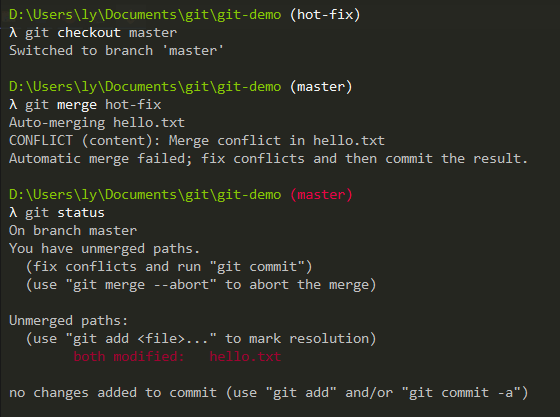 D:\Users\ly\Documents\git\git-demo (hot-fix)
λ git checkout master
Switched to branch 'master'

D:\Users\ly\Documents\git\git-demo (master)
λ git merge hot-fix
Auto-merging hello.txt
CONFLICT (content): Merge conflict in hello.txt
Automatic merge failed; fix conflicts and then commit the result.

D:\Users\ly\Documents\git\git-demo (master)
λ git status
On branch master
You have unmerged paths.
  (fix conflicts and run "git commit")
  (use "git merge --abort" to abort the merge)

Unmerged paths:
  (use "git add <file>..." to mark resolution)
        both modified:   hello.txt

no changes added to commit (use "git add" and/or "git commit -a")